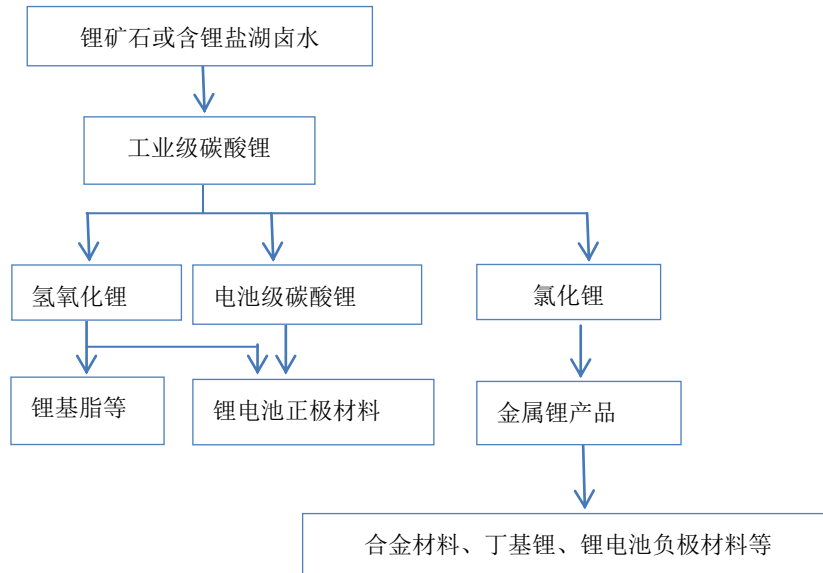 锂矿石或含锂盐湖卤水
工业级碳酸锂
氢氧化锂
电池级碳酸锂
氯化锂
锂基脂等
锂电池正极材料
金属锂产品
合金材料、丁基锂、锂电池负极材料等